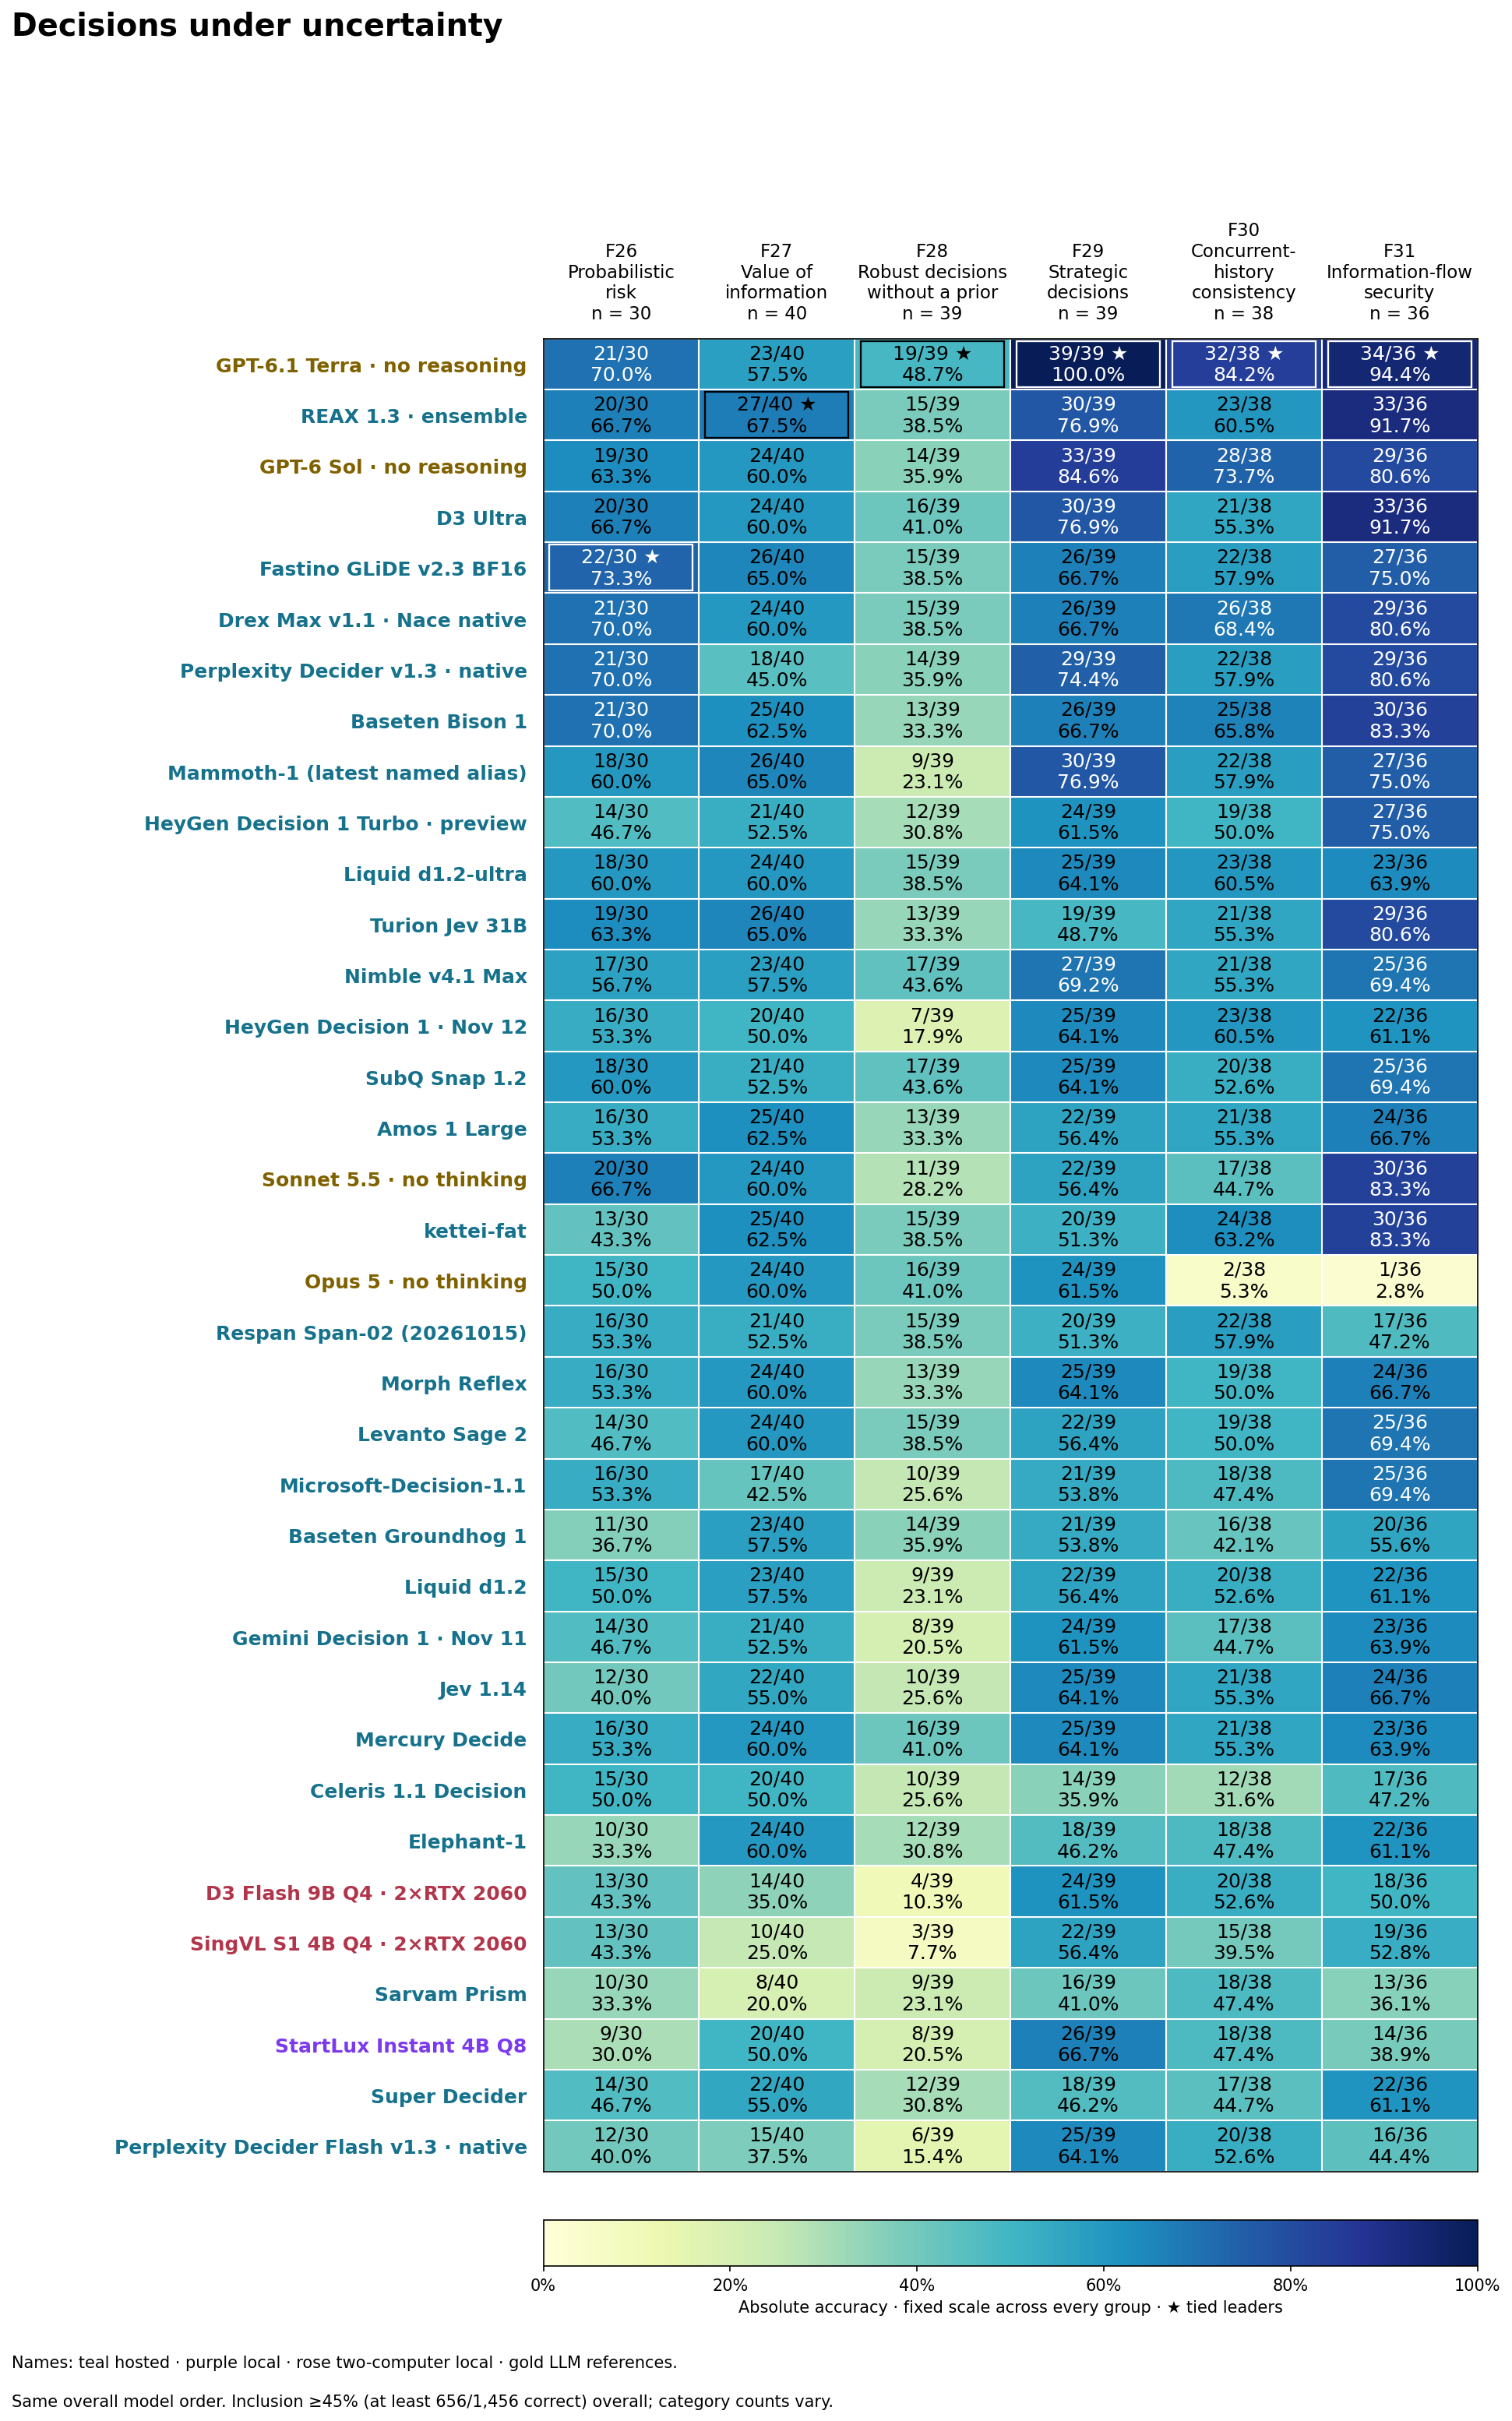 Decisions under uncertainty
F26
Probabilistic
risk
n = 30
F27
Value of
information
n = 40
F28
Robust decisions
without a prior
n = 39
F29
Strategic
decisions
n = 39
F30
Concurrent-
history
consistency
n = 38
F31
Information-flow
security
n = 36
GPT-6.1 Terra · no reasoning
21/30 23/40 19/39 ★ 39/39 ★ 32/38 ★ 34/36 ★
70.0% 57.5% 48.7% 100.0% 84.2% 94.4%
REAX 1.3 · ensemble
20/30 27/40 ★ 15/39 30/39 23/38 33/36
66.7% 67.5% 38.5% 76.9% 60.5% 91.7%
GPT-6 Sol · no reasoning
19/30 24/40 14/39 33/39 28/38 29/36
63.3% 60.0% 35.9% 84.6% 73.7% 80.6%
D3 Ultra
20/30 24/40 16/39 30/39 21/38 33/36
66.7% 60.0% 41.0% 76.9% 55.3% 91.7%
Fastino GLiDE v2.3 BF16
22/30 ★ 26/40 15/39 26/39 22/38 27/36
73.3% 65.0% 38.5% 66.7% 57.9% 75.0%
Drex Max v1.1 · Nace native
21/30 24/40 15/39 26/39 26/38 29/36
70.0% 60.0% 38.5% 66.7% 68.4% 80.6%
Perplexity Decider v1.3 · native
21/30 18/40 14/39 29/39 22/38 29/36
70.0% 45.0% 35.9% 74.4% 57.9% 80.6%
Baseten Bison 1
21/30 25/40 13/39 26/39 25/38 30/36
70.0% 62.5% 33.3% 66.7% 65.8% 83.3%
Mammoth-1 (latest named alias)
18/30 26/40 9/39 30/39 22/38 27/36
60.0% 65.0% 23.1% 76.9% 57.9% 75.0%
HeyGen Decision 1 Turbo · preview
14/30 21/40 12/39 24/39 19/38 27/36
46.7% 52.5% 30.8% 61.5% 50.0% 75.0%
Liquid d1.2-ultra
18/30 24/40 15/39 25/39 23/38 23/36
60.0% 60.0% 38.5% 64.1% 60.5% 63.9%
Turion Jev 31B
19/30 26/40 13/39 19/39 21/38 29/36
63.3% 65.0% 33.3% 48.7% 55.3% 80.6%
Nimble v4.1 Max
17/30 23/40 17/39 27/39 21/38 25/36
56.7% 57.5% 43.6% 69.2% 55.3% 69.4%
HeyGen Decision 1 · Nov 12
16/30 20/40 7/39 25/39 23/38 22/36
53.3% 50.0% 17.9% 64.1% 60.5% 61.1%
SubQ Snap 1.2
18/30 21/40 17/39 25/39 20/38 25/36
60.0% 52.5% 43.6% 64.1% 52.6% 69.4%
Amos 1 Large
16/30 25/40 13/39 22/39 21/38 24/36
53.3% 62.5% 33.3% 56.4% 55.3% 66.7%
Sonnet 5.5 · no thinking
20/30 24/40 11/39 22/39 17/38 30/36
66.7% 60.0% 28.2% 56.4% 44.7% 83.3%
kettei-fat
13/30 25/40 15/39 20/39 24/38 30/36
43.3% 62.5% 38.5% 51.3% 63.2% 83.3%
Opus 5 · no thinking
15/30 24/40 16/39 24/39 2/38 1/36
50.0% 60.0% 41.0% 61.5% 5.3% 2.8%
Respan Span-02 (20261015)
16/30 21/40 15/39 20/39 22/38 17/36
53.3% 52.5% 38.5% 51.3% 57.9% 47.2%
Morph Reflex
16/30 24/40 13/39 25/39 19/38 24/36
53.3% 60.0% 33.3% 64.1% 50.0% 66.7%
Levanto Sage 2
14/30 24/40 15/39 22/39 19/38 25/36
46.7% 60.0% 38.5% 56.4% 50.0% 69.4%
Microsoft-Decision-1.1
16/30 17/40 10/39 21/39 18/38 25/36
53.3% 42.5% 25.6% 53.8% 47.4% 69.4%
Baseten Groundhog 1
11/30 23/40 14/39 21/39 16/38 20/36
36.7% 57.5% 35.9% 53.8% 42.1% 55.6%
Liquid d1.2
15/30 23/40 9/39 22/39 20/38 22/36
50.0% 57.5% 23.1% 56.4% 52.6% 61.1%
Gemini Decision 1 · Nov 11
14/30 21/40 8/39 24/39 17/38 23/36
46.7% 52.5% 20.5% 61.5% 44.7% 63.9%
Jev 1.14
12/30 22/40 10/39 25/39 21/38 24/36
40.0% 55.0% 25.6% 64.1% 55.3% 66.7%
Mercury Decide
16/30 24/40 16/39 25/39 21/38 23/36
53.3% 60.0% 41.0% 64.1% 55.3% 63.9%
Celeris 1.1 Decision
15/30 20/40 10/39 14/39 12/38 17/36
50.0% 50.0% 25.6% 35.9% 31.6% 47.2%
Elephant-1
10/30 24/40 12/39 18/39 18/38 22/36
33.3% 60.0% 30.8% 46.2% 47.4% 61.1%
D3 Flash 9B Q4 · 2×RTX 2060
13/30 14/40 4/39 24/39 20/38 18/36
43.3% 35.0% 10.3% 61.5% 52.6% 50.0%
SingVL S1 4B Q4 · 2×RTX 2060
13/30 10/40 3/39 22/39 15/38 19/36
43.3% 25.0% 7.7% 56.4% 39.5% 52.8%
Sarvam Prism
10/30 8/40 9/39 16/39 18/38 13/36
33.3% 20.0% 23.1% 41.0% 47.4% 36.1%
StartLux Instant 4B Q8
9/30 20/40 8/39 26/39 18/38 14/36
30.0% 50.0% 20.5% 66.7% 47.4% 38.9%
Super Decider
14/30 22/40 12/39 18/39 17/38 22/36
46.7% 55.0% 30.8% 46.2% 44.7% 61.1%
Perplexity Decider Flash v1.3 · native
12/30 15/40 6/39 25/39 20/38 16/36
40.0% 37.5% 15.4% 64.1% 52.6% 44.4%
0% 20% 40% 60% 80% 100%
Absolute accuracy · fixed scale across every group · ★ tied leaders
Names: teal hosted · purple local · rose two-computer local · gold LLM references.
Same overall model order. Inclusion ≥45% (at least 656/1,456 correct) overall; category counts vary.